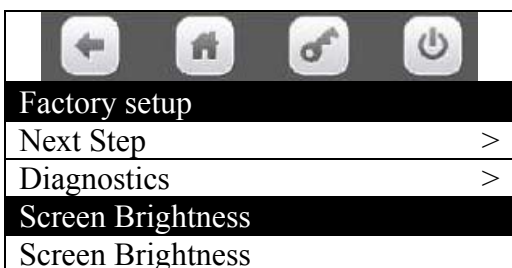 Factory setup
Next Step >
Diagnostics >
Screen Brightness
Screen Brightness